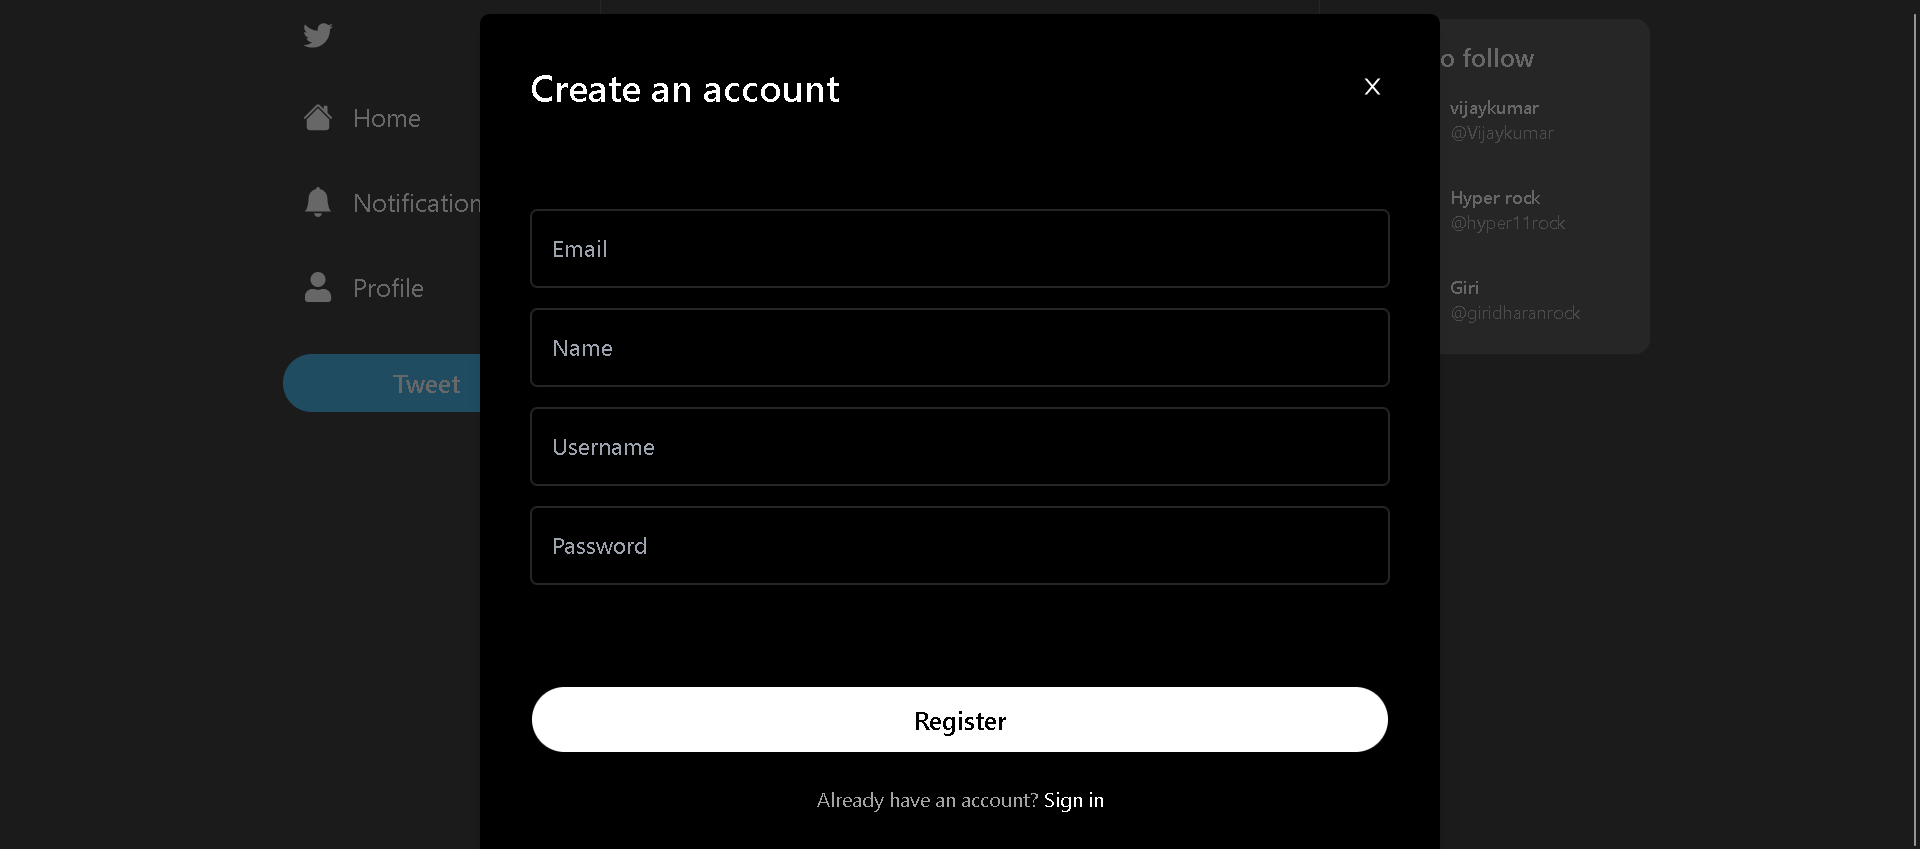 Home
Notification
Profile
Tweet
Create an account
X
Email
Name
Username
Password
Register
Already have an account? Sign in
o follow
vijaykumar
@Vijaykumar
Hyper rock
@hyper11rock
Giri
@giridharanrock